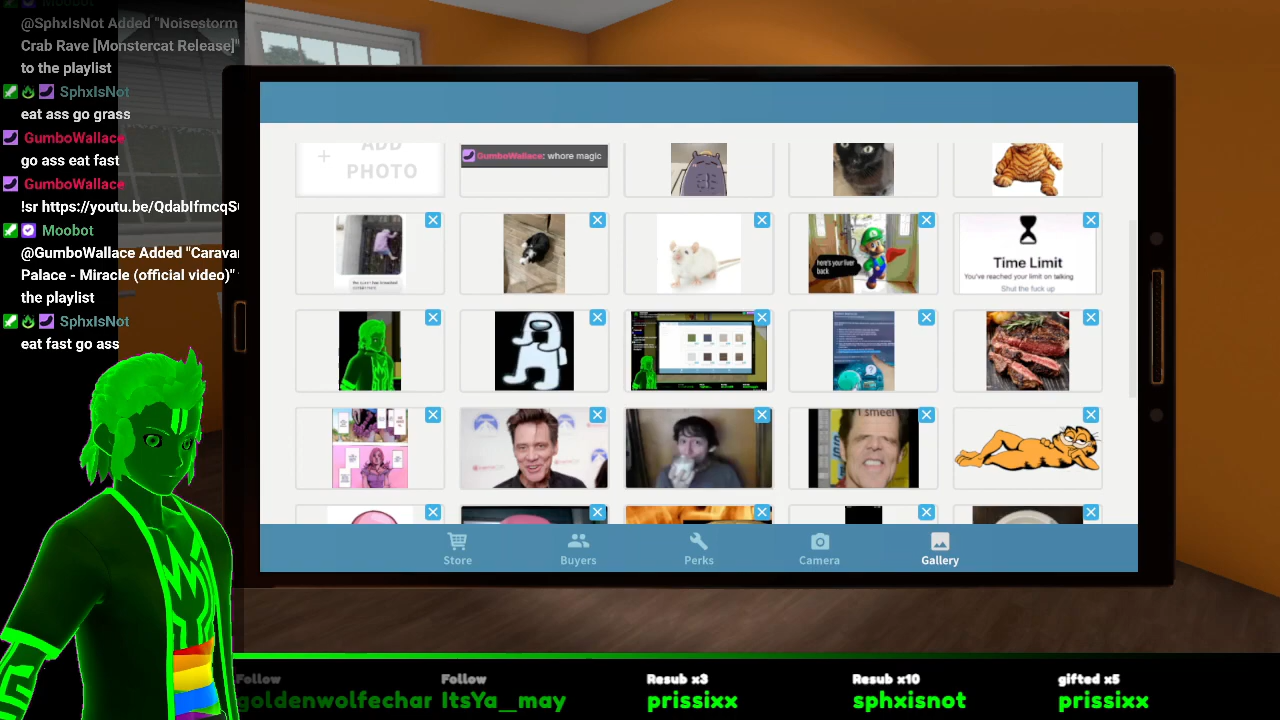 @SphxIsNot Added "Noisestorm
Crab Rave [Monstercat Release]"
to the playlist
SphxIsNot
eat ass go grass
GumboWallace
go ass eat fast
GumboWallace
!sr https://youtu.be/QdabIfmcqS
Moobot
@GumboWallace Added "Carava
Palace - Miracle (official video)"
the playlist
SphxIsNot
eat fast go ass
+ ADD
PHOTO
GumboWallace: whore magic
here's your liver
back
Time Limit
You've reached your limit on talking
Shut the fuck up
I smell
Store
Buyers
Perks
Camera
Gallery
Follow
goldenwolfechar
Follow
ItsYa__may
Resub x3
prissixx
Resub x10
sphxisnot
gifted x5
prissixx